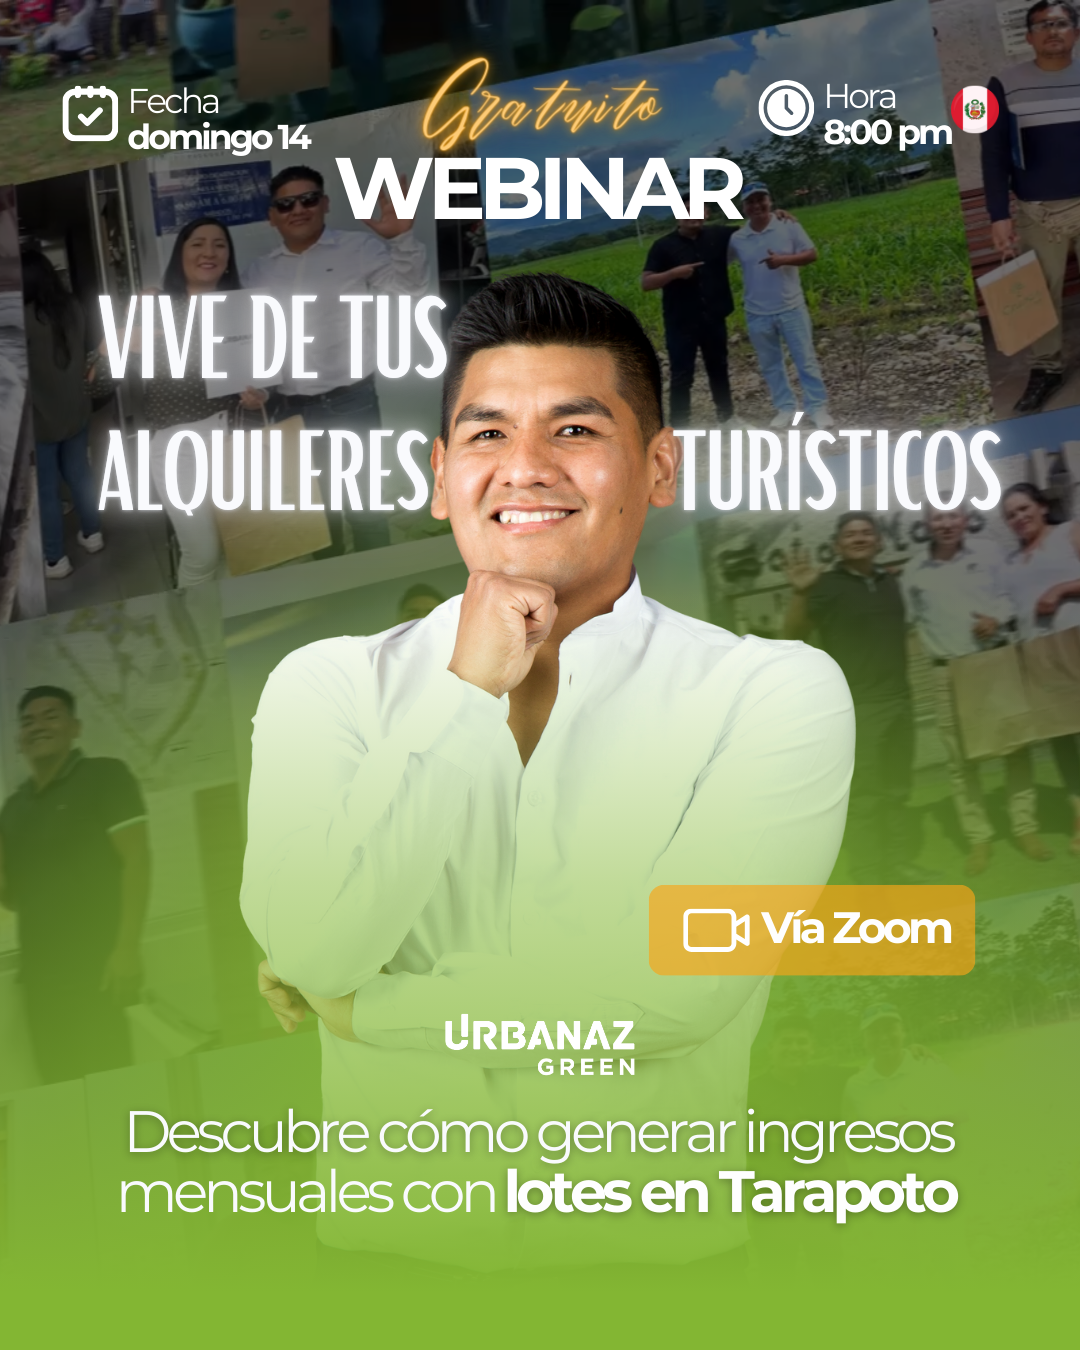 Gratuito
Fecha
domingo 14
Hora
8:00 pm
WEBINAR
VIVE DE TUS
ALQUILERES TURÍSTICOS
Vía Zoom
URBANAZ
GREEN
Descubre cómo generar ingresos
mensuales con lotes en Tarapoto